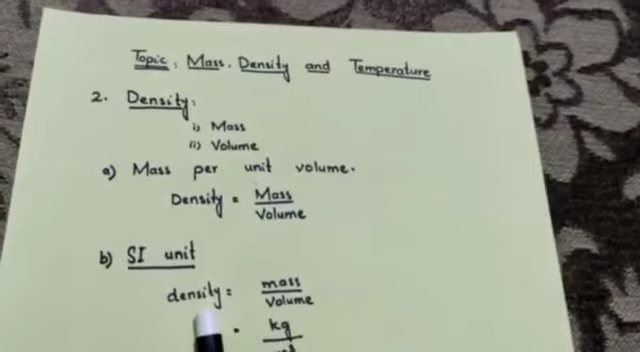 Topic: Mass, Density and Temperature
2. Density:
i) Mass
ii) Volume
a) Mass per unit volume.
Density = Mass
Volume
b) SI unit
density = mass
Volume
= kg